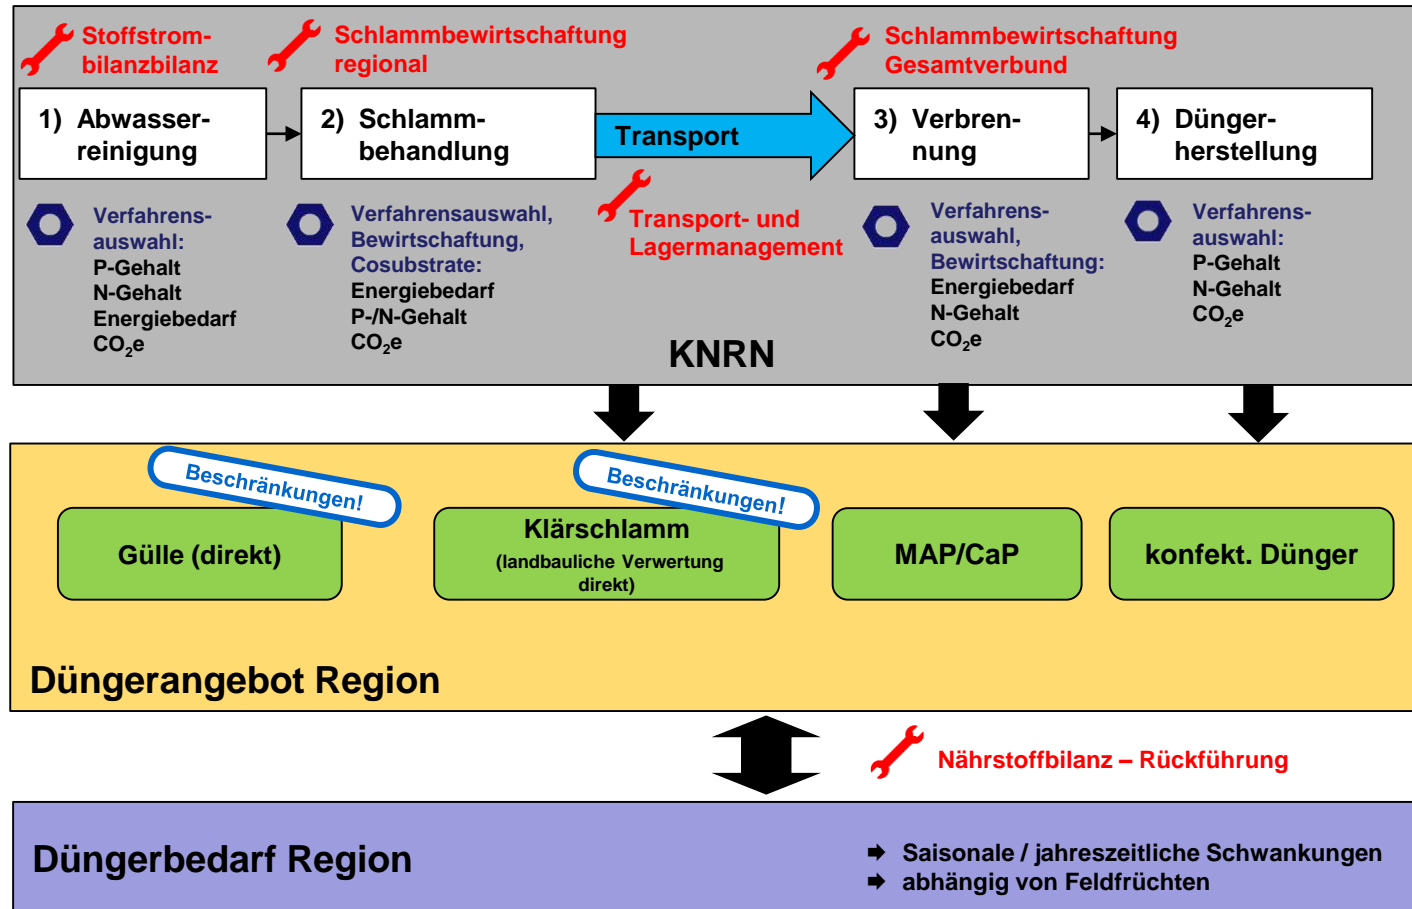 Stoffstrom-
bilanzbilanz
Schlammbewirtschaftung
regional
Schlammbewirtschaftung
Gesamtverbund
1) Abwasser-
reinigung
2) Schlamm-
behandlung
Transport
3) Verbren-
nung
4) Dünger-
herstellung
Transport- und
Lagermanagement
Verfahrens-
auswahl:
P-Gehalt
N-Gehalt
Energiebedarf
CO₂e
Verfahrensauswahl,
Bewirtschaftung,
Cosubstrate:
Energiebedarf
P-/N-Gehalt
CO₂e
Verfahrens-
auswahl,
Bewirtschaftung:
Energiebedarf
N-Gehalt
CO₂e
Verfahrens-
auswahl:
P-Gehalt
N-Gehalt
CO₂e
KNRN
Beschränkungen!
Beschränkungen!
Gülle (direkt)
Klärschlamm
(landbauliche Verwertung
direkt)
MAP/CaP
konfekt. Dünger
Düngerangebot Region
Nährstoffbilanz – Rückführung
Düngerbedarf Region
➡ Saisonale / jahreszeitliche Schwankungen
➡ abhängig von Feldfrüchten